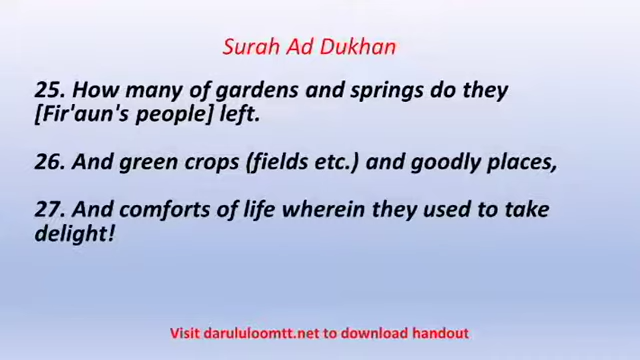 Surah Ad Dukhan
25. How many of gardens and springs do they
[Fir'aun's people] left.
26. And green crops (fields etc.) and goodly places,
27. And comforts of life wherein they used to take
delight!
Visit darululoomtt.net to download handout